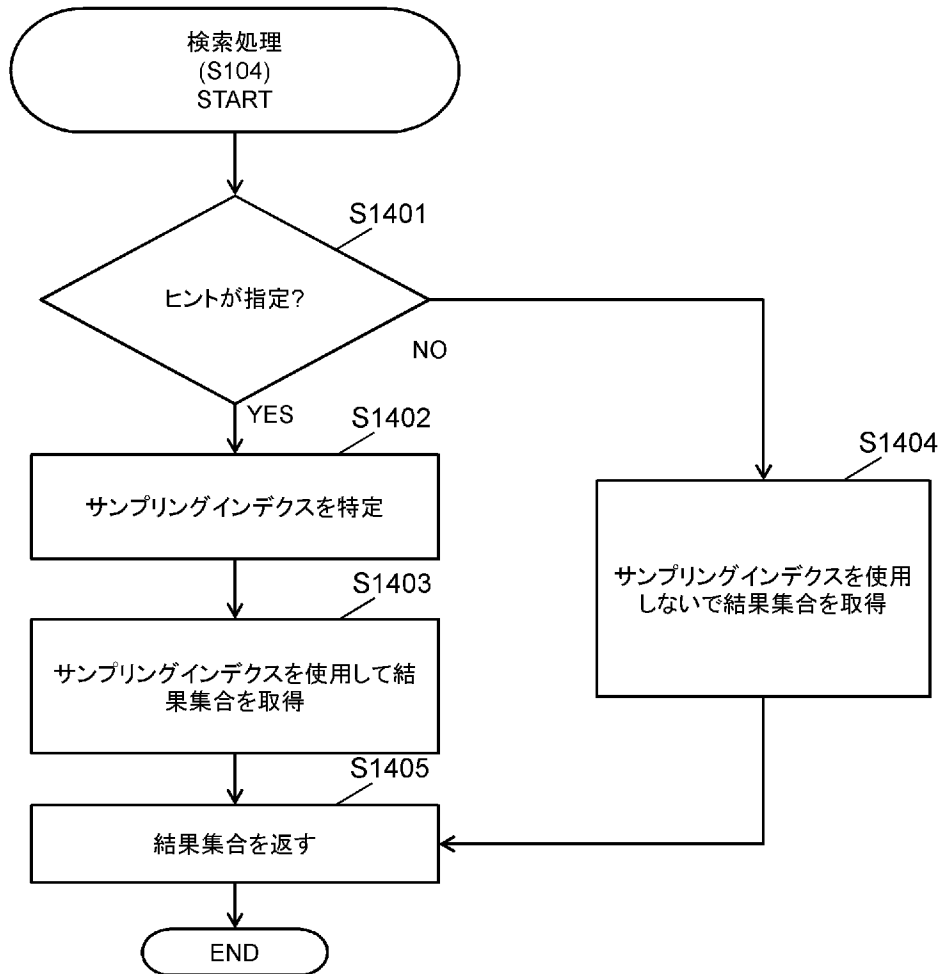 検索処理
(S104)
START
S1401
ヒントが指定?
NO
YES
S1402
サンプリングインデクスを特定
S1404
サンプリングインデクスを使用
しないで結果集合を取得
S1403
サンプリングインデクスを使用して結
果集合を取得
S1405
結果集合を返す
END